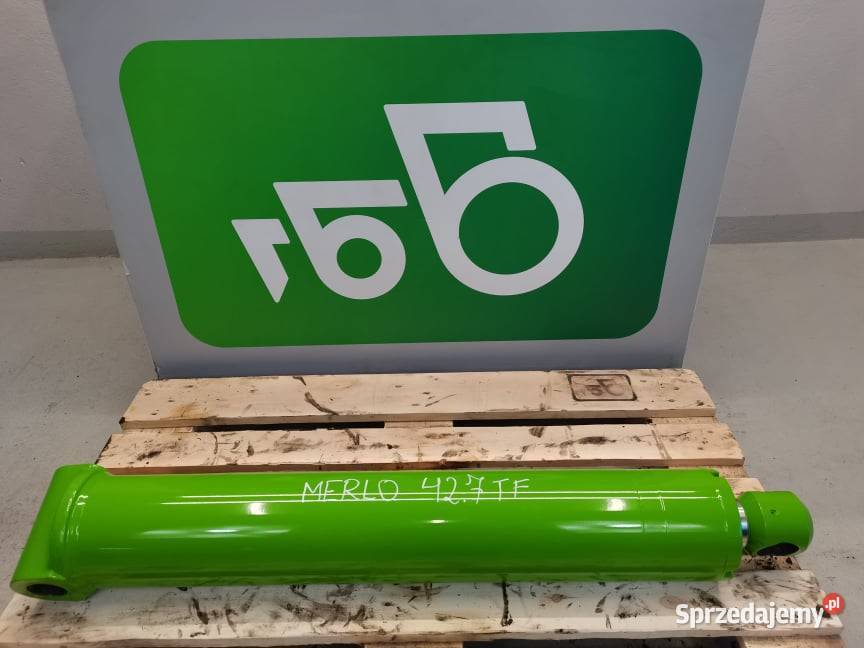 MERLO 42.7 TF
Sprzedajemy.pl